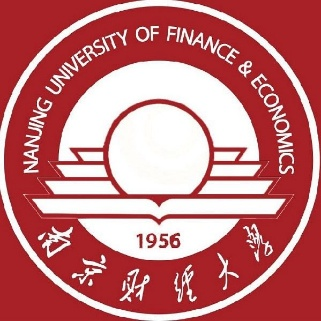 NANJING UNIVERSITY OF FINANCE & ECONOMICS
1956
南京财经大学